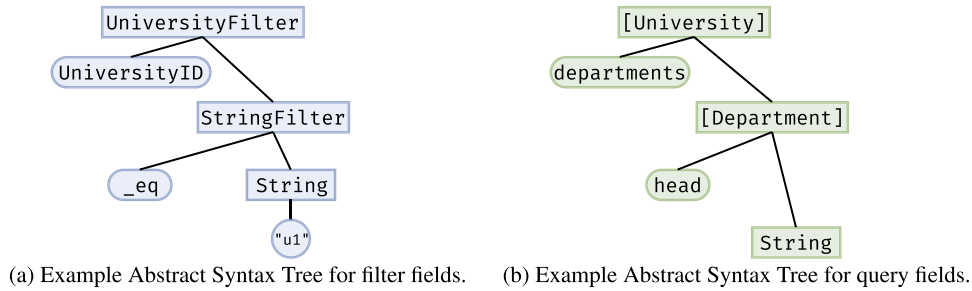 UniversityFilter
UniversityID
StringFilter
_eq
String
"u1"
(a) Example Abstract Syntax Tree for filter fields.
[University]
departments
[Department]
head
String
(b) Example Abstract Syntax Tree for query fields.